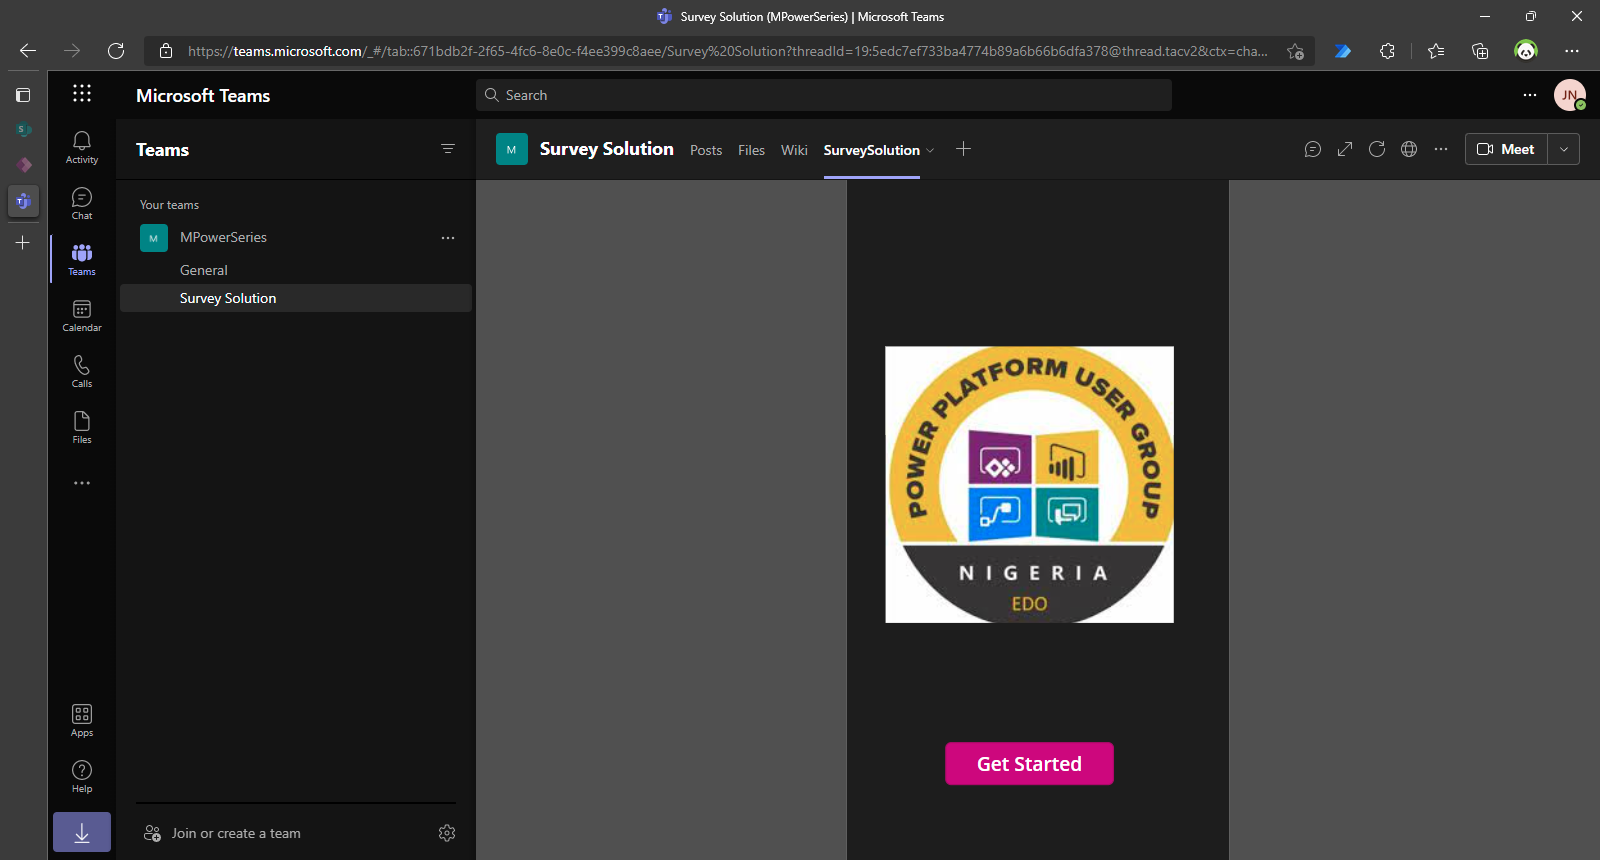 Survey Solution (MPowerSeries) | Microsoft Teams
https://teams.microsoft.com/_#/tab::671bdb2f-2f65-4fc6-8e0c-f4ee399c8aee/Survey%20Solution?threadId=19:5edc7ef733ba4774b89a6b66b6dfa378@thread.tacv2&ctx=cha...
Microsoft Teams
Search
JN
Activity
Chat
Teams
Calendar
Calls
Files
Apps
Help
Teams
Your teams
M
MPowerSeries
General
Survey Solution
Join or create a team
M
Survey Solution
Posts
Files
Wiki
SurveySolution
Meet
POWER PLATFORM USER GROUP
NIGERIA
EDO
Get Started